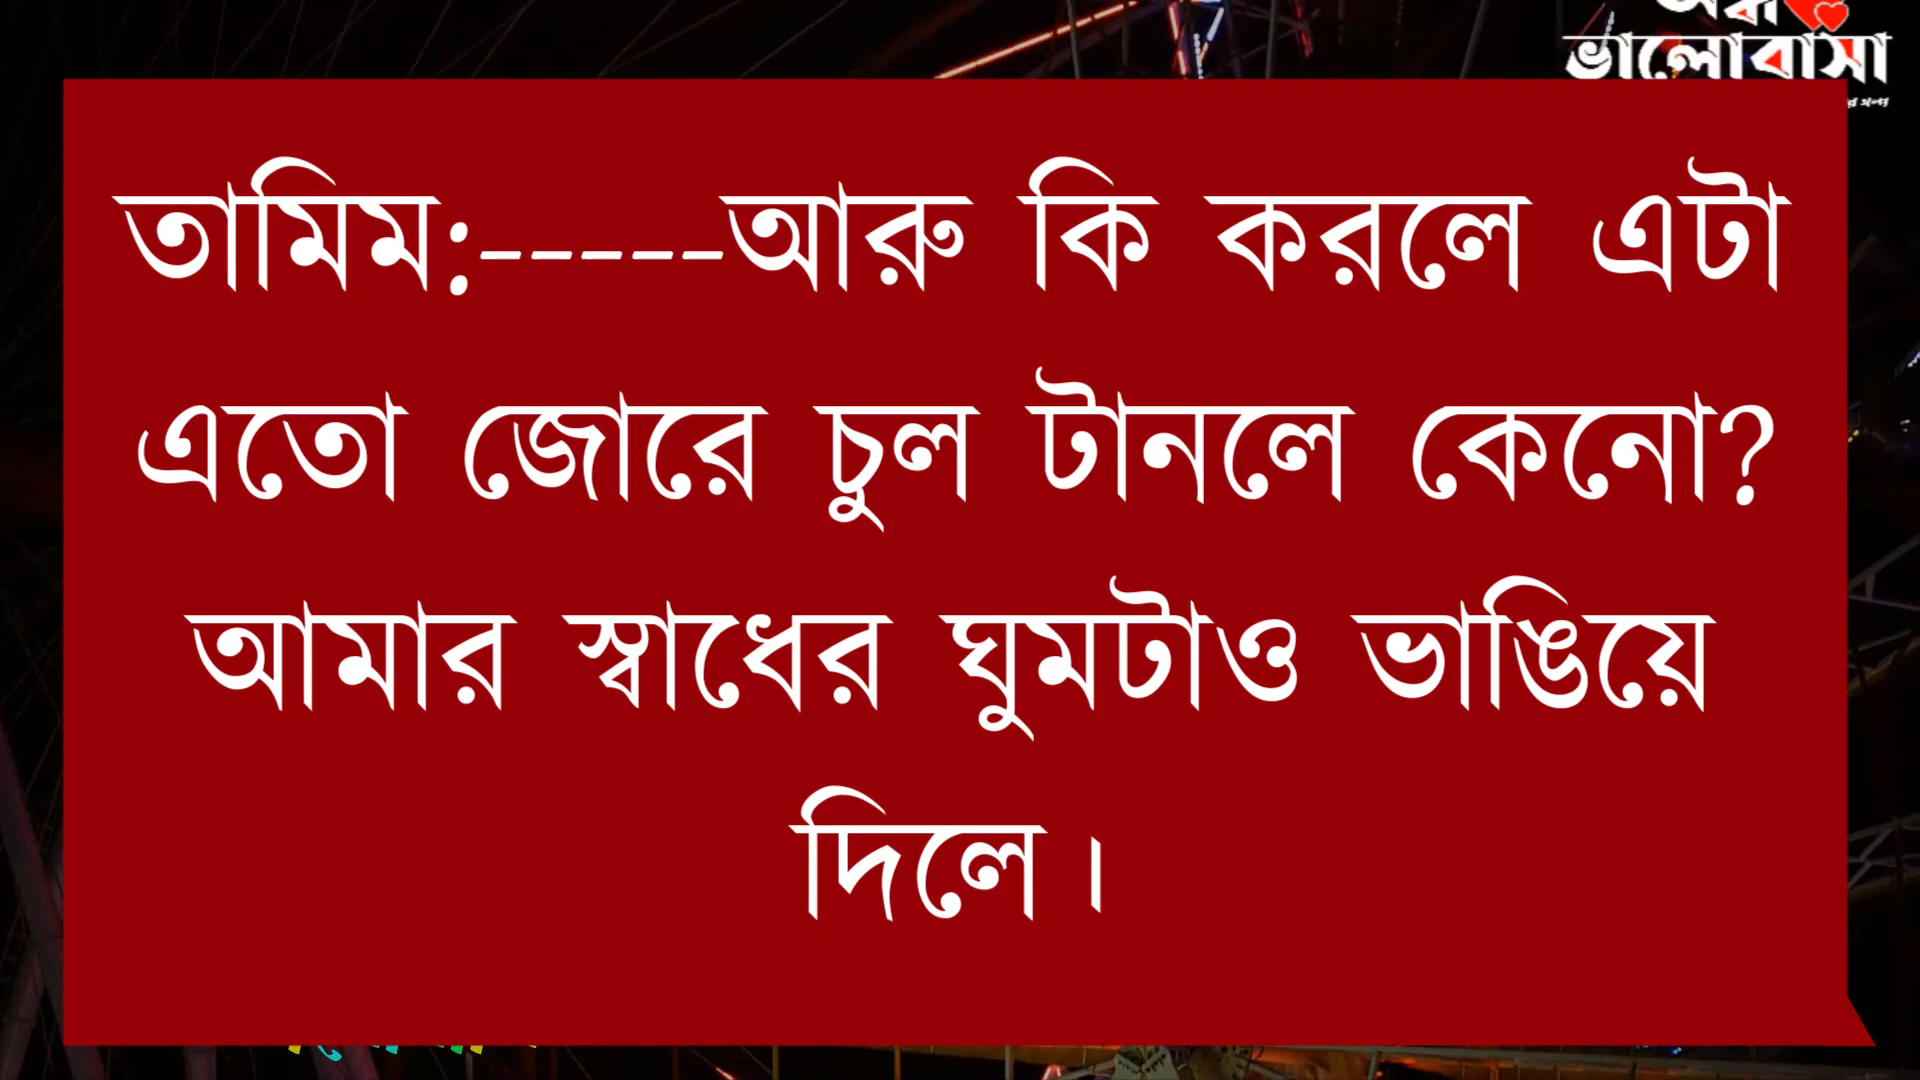 ভালোবাসা
তামিম:-----আরু কি করলে এটা
এতো জোরে চুল টানলে কেনো?
আমার স্বাধের ঘুমটাও ভাঙিয়ে
দিলে।